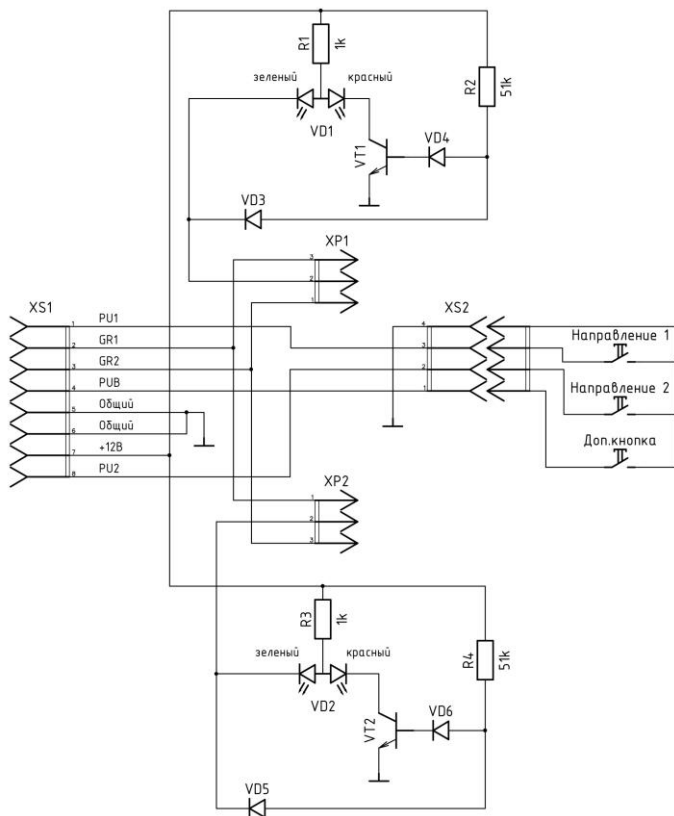 R1
1k
зеленый
красный
R2
51k
VD1
VT1
VD4
VD3
XP1
3
2
1
XS1
1
PU1
2
GR1
3
GR2
4
PUB
5
Общий
6
Общий
7
+12В
8
PU2
XS2
4
3
2
1
Направление 1
Направление 2
Доп.кнопка
XP2
1
2
3
R3
1k
зеленый
красный
R4
51k
VD2
VT2
VD6
VD5